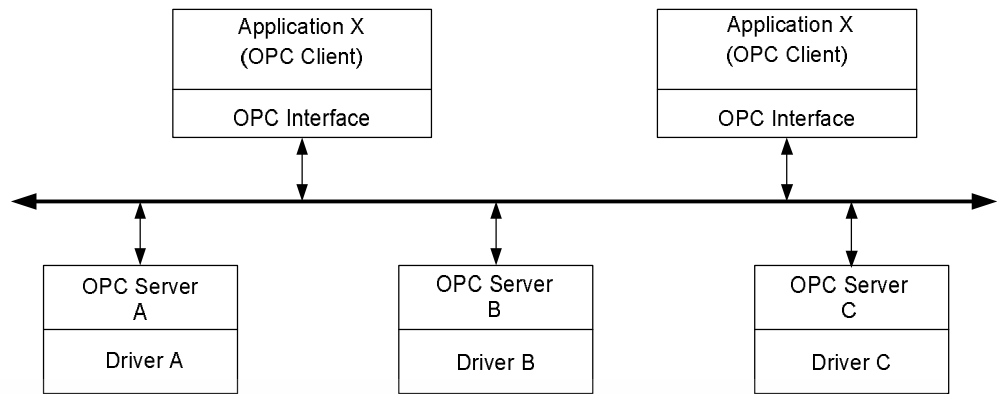 Application X
(OPC Client)
OPC Interface
Application X
(OPC Client)
OPC Interface
OPC Server
A
Driver A
OPC Server
B
Driver B
OPC Server
C
Driver C